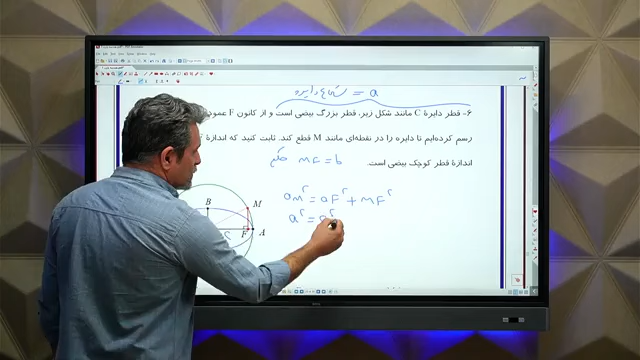 شعاع دایره = a
۶- قطر دایرهٔ C مانند شکل زیر، قطر بزرگ بیضی است و از کانون F عمود
رسم کرده‌ایم تا دایره را در نقطه‌ای مانند M قطع کند. ثابت کنید که اندازهٔ
اندازهٔ قطر کوچک بیضی است.
MF = b
OM² = OF² + MF²
a² =
B
M
F
A